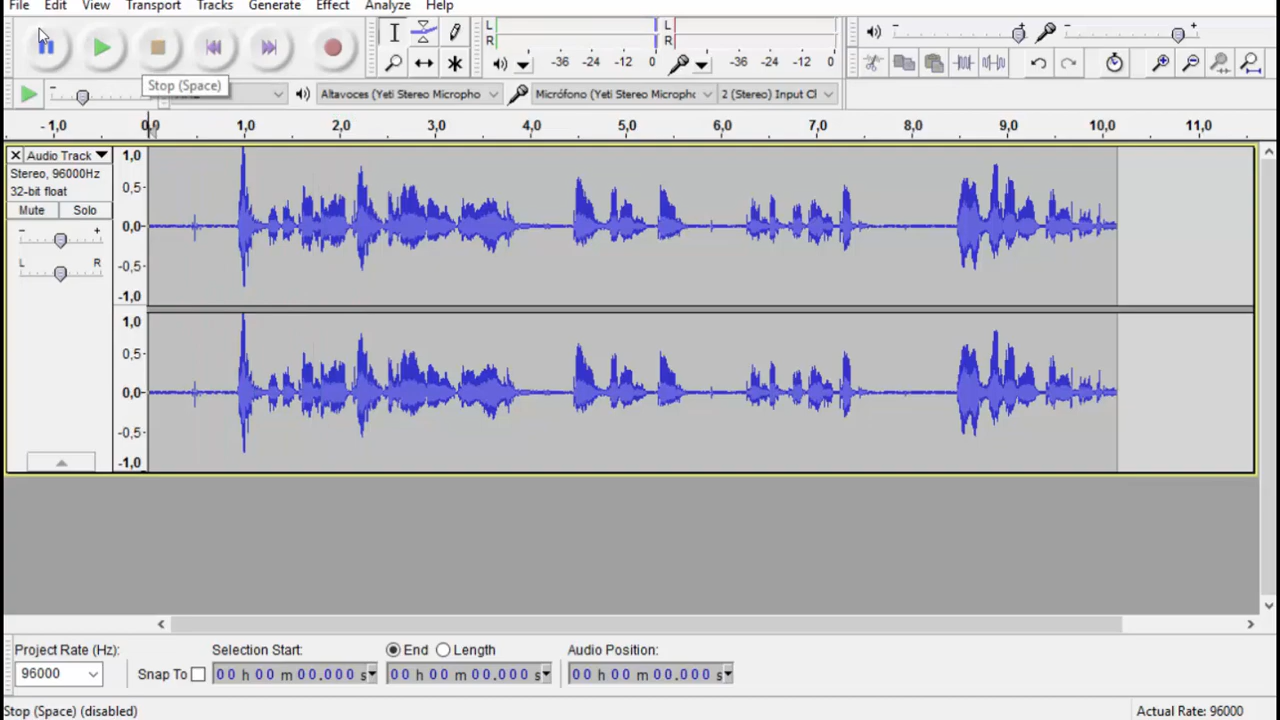 File Edit View Transport Tracks Generate Effect Analyze Help
L R -36 -24 -12 0 L R -36 -24 -12 0
- + - +
Stop (Space)
- Altavoces (Yeti Stereo Micropho Micrófono (Yeti Stereo Microphc 2 (Stereo) Input Cl
-1,0 0,0 1,0 2,0 3,0 4,0 5,0 6,0 7,0 8,0 9,0 10,0 11,0
X Audio Track
Stereo, 96000Hz
32-bit float
Mute Solo
- +
L R
1,0
0,5-
0,0-
-0,5-
-1,0
1,0
0,5-
0,0-
-0,5-
-1,0
Project Rate (Hz): Selection Start: End Length Audio Position:
96000 Snap To 00 h 00 m 00.000 s 00 h 00 m 00.000 s 00 h 00 m 00.000 s
Stop (Space) (disabled) Actual Rate: 96000